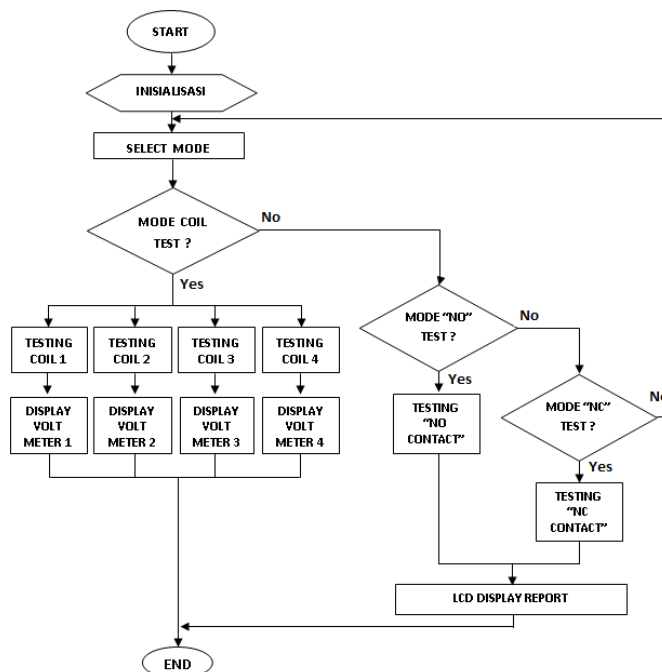 START
INISIALISASI
SELECT MODE
MODE COIL
TEST ?
No
Yes
TESTING
COIL 1
TESTING
COIL 2
TESTING
COIL 3
TESTING
COIL 4
DISPLAY
VOLT
METER 1
DISPLAY
VOLT
METER 2
DISPLAY
VOLT
METER 3
DISPLAY
VOLT
METER 4
MODE “NO”
TEST ?
No
Yes
TESTING
“NO
CONTACT”
MODE “NC”
TEST ?
No
Yes
TESTING
“NC
CONTACT”
LCD DISPLAY REPORT
END